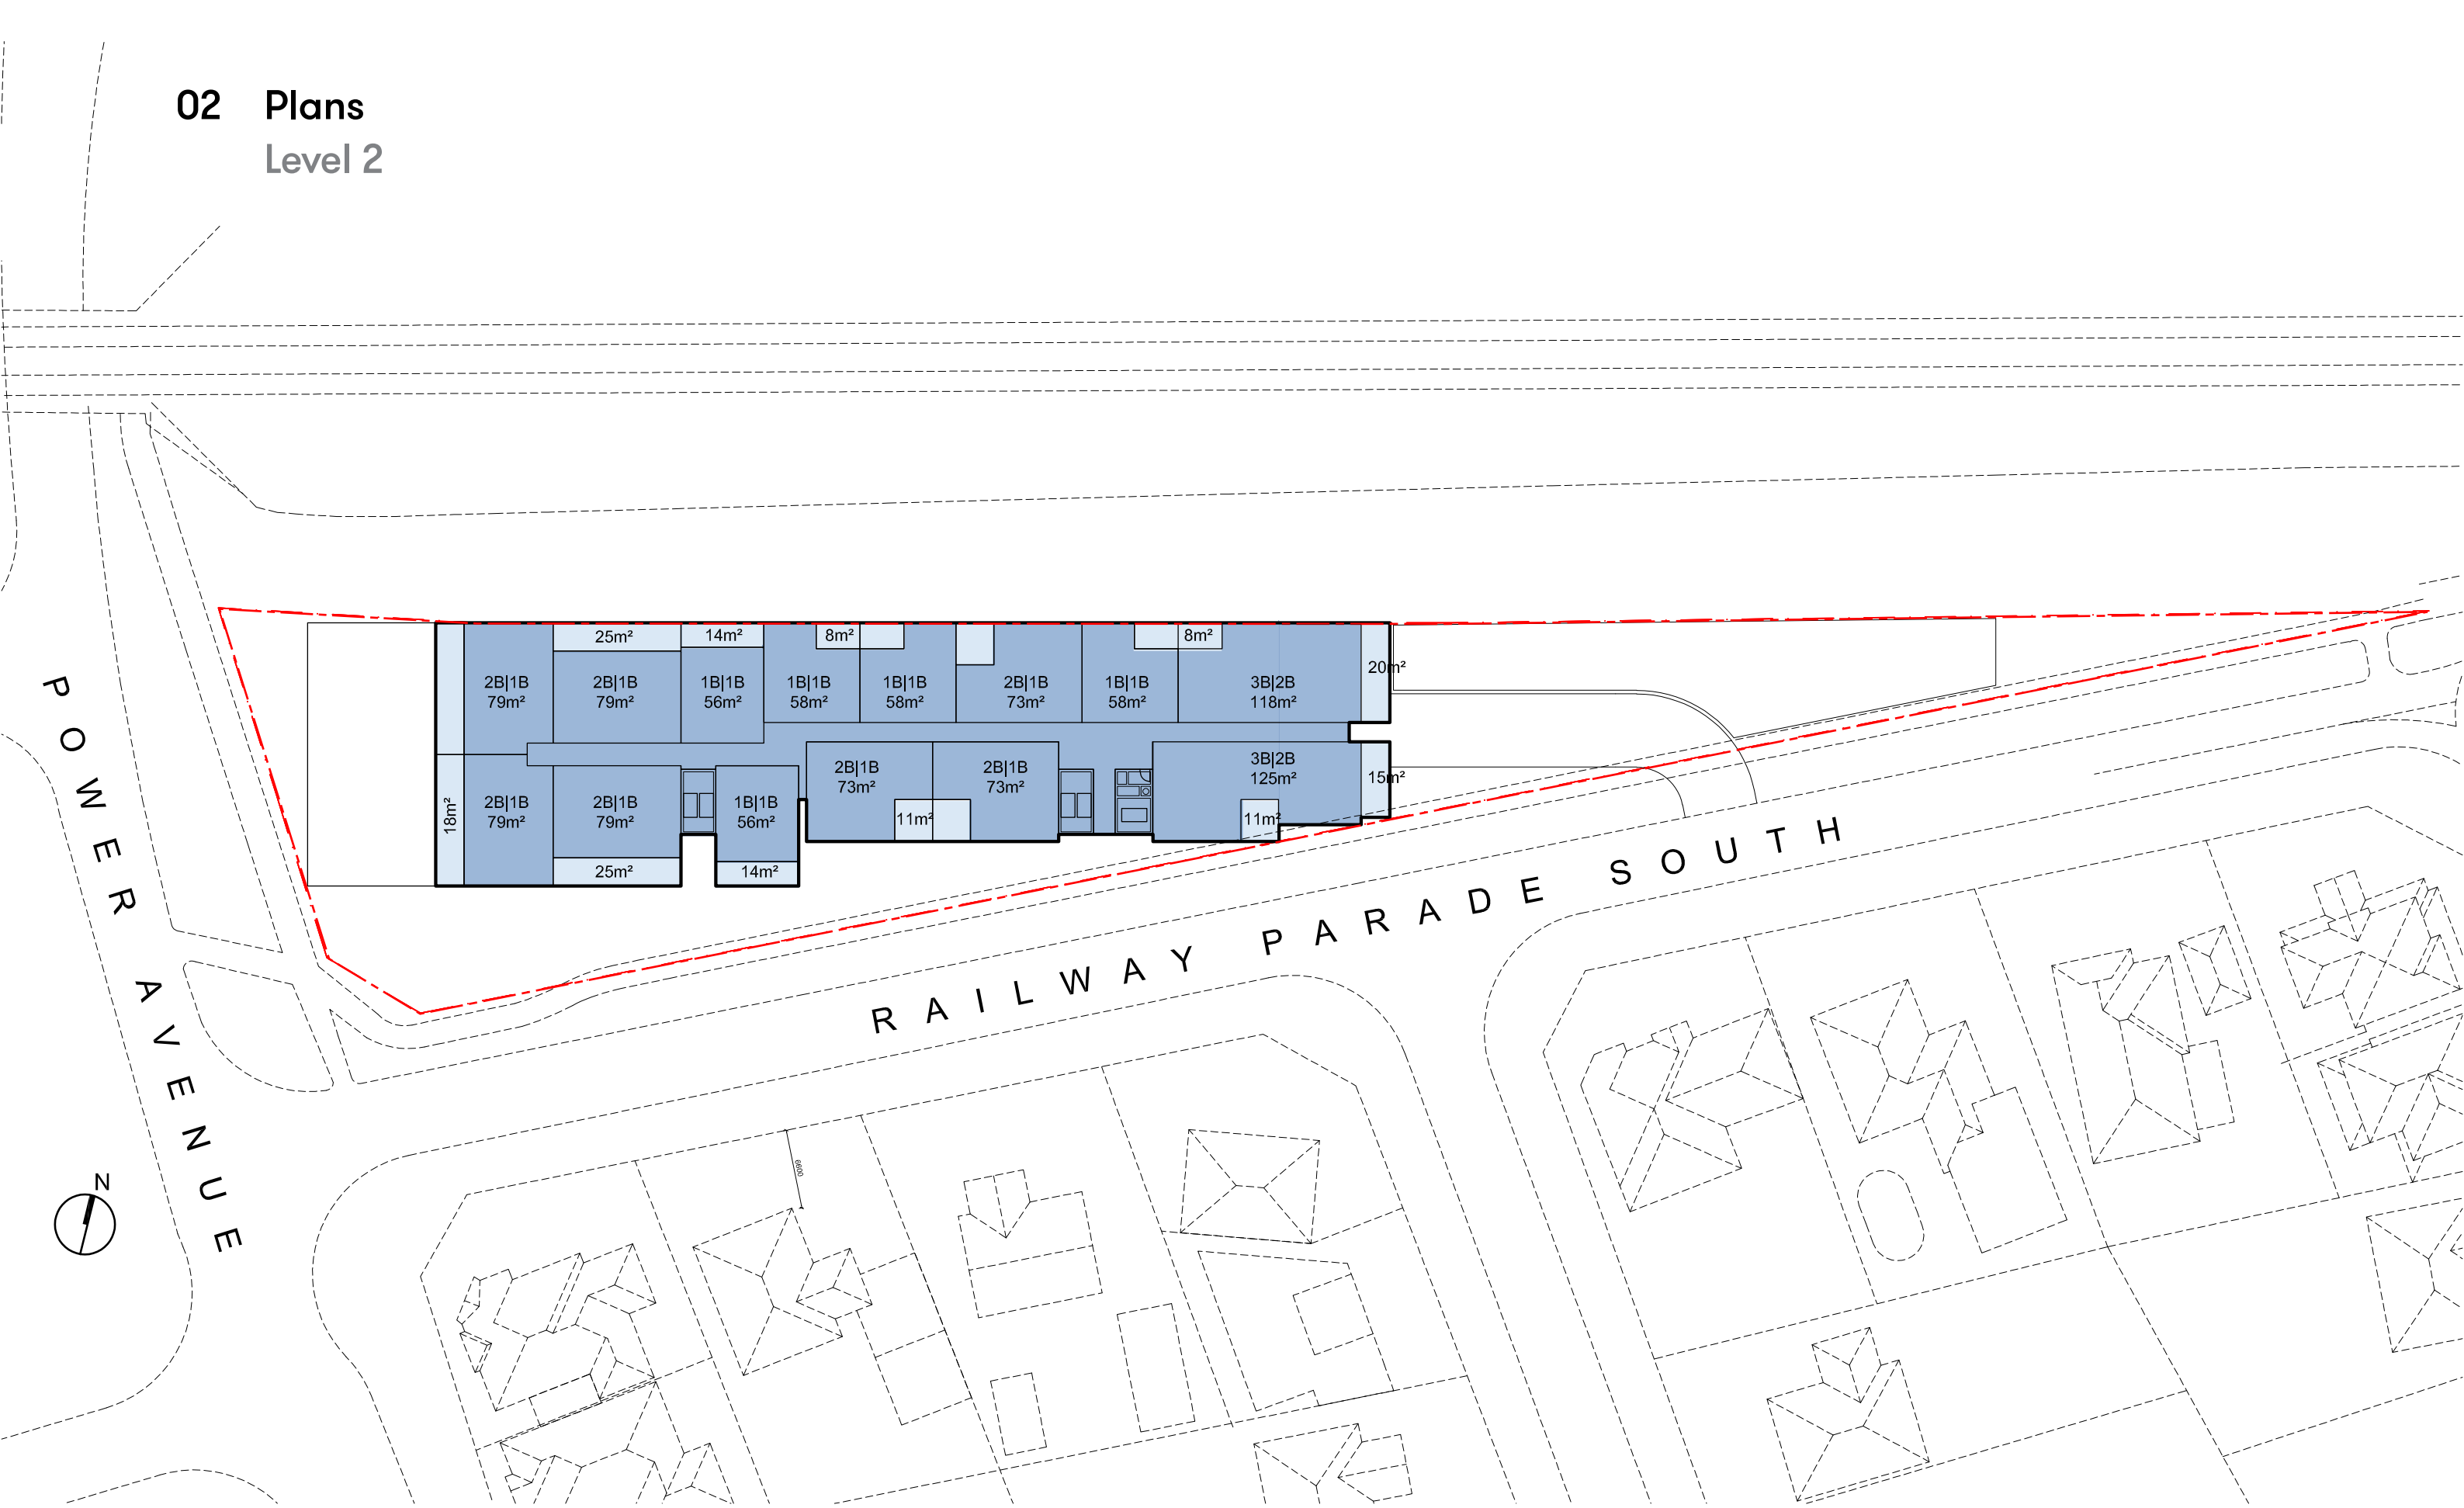 02 Plans
Level 2
25m²
14m²
8m²
8m²
20m²
2B|1B
79m²
2B|1B
79m²
1B|1B
56m²
1B|1B
58m²
1B|1B
58m²
2B|1B
73m²
1B|1B
58m²
3B|2B
118m²
18m²
2B|1B
79m²
2B|1B
79m²
1B|1B
56m²
2B|1B
73m²
2B|1B
73m²
3B|2B
125m²
15m²
11m²
11m²
25m²
14m²
POWER AVENUE
RAILWAY PARADE SOUTH
6600
N